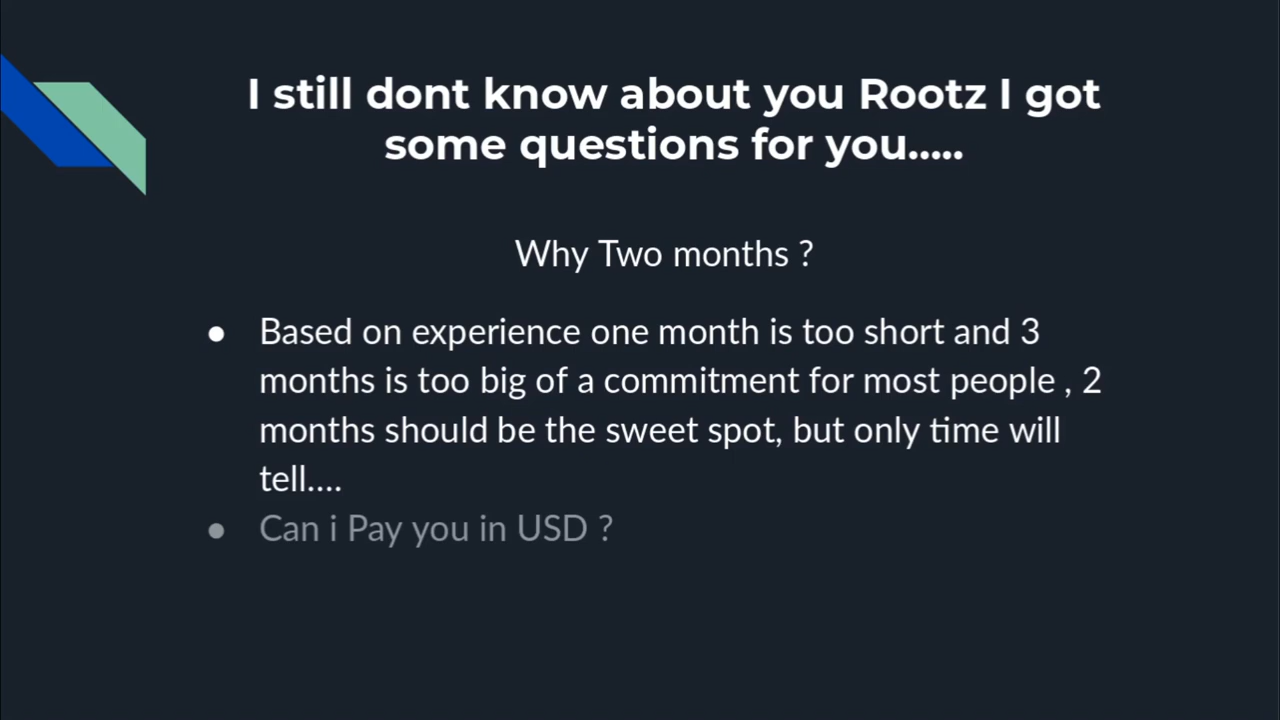 I still dont know about you Rootz I got
some questions for you.....
Why Two months ?
● Based on experience one month is too short and 3
months is too big of a commitment for most people , 2
months should be the sweet spot, but only time will
tell....
● Can i Pay you in USD ?